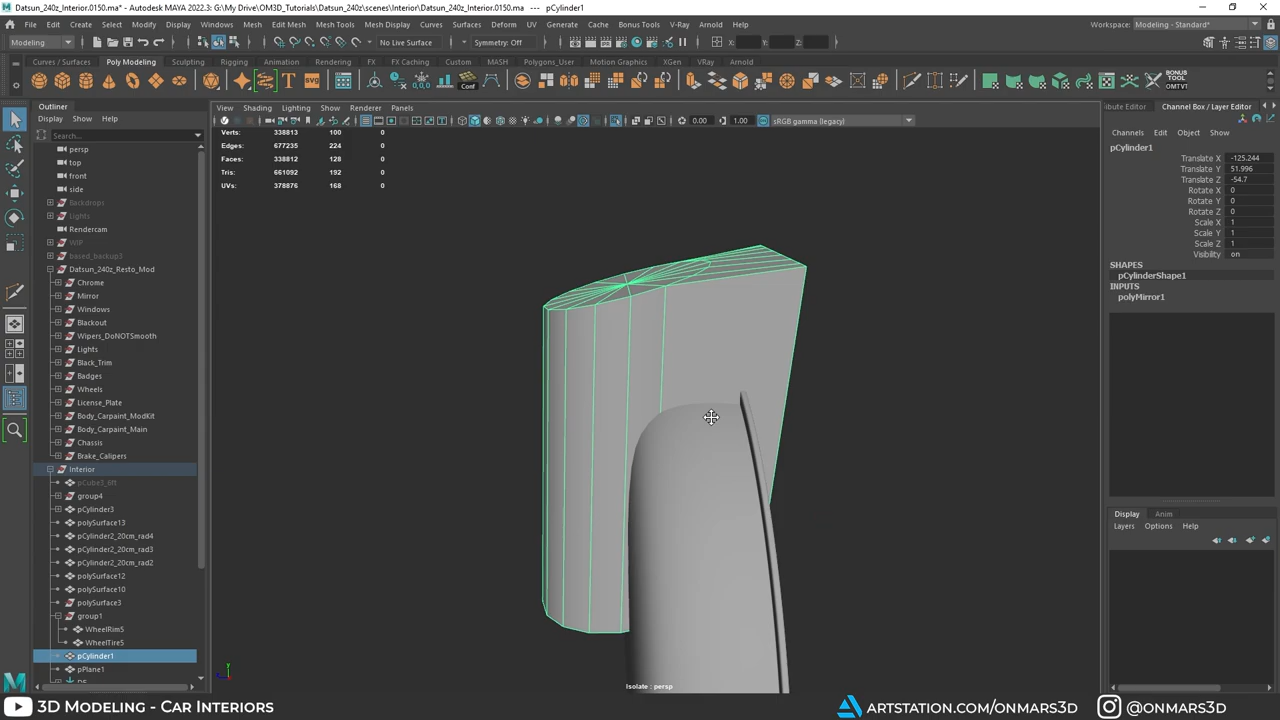 Datsun_240z_Interior.0150.ma* - Autodesk MAYA 2022.3: G:\My Drive\OM3D_Tutorials\Datsun_240z\scenes\Interior\Datsun_240z_Interior.0150.ma --- pCylinder1
File Edit Create Select Modify Display Windows Mesh Edit Mesh Mesh Tools Mesh Display Curves Surfaces Deform UV Generate Cache Bonus Tools V-Ray Arnold Help Workspace: Modeling - Standard*
Modeling No Live Surface Symmetry: Off X: Y: Z:
Curves / Surfaces Poly Modeling Sculpting Rigging Animation Rendering FX FX Caching Custom MASH Polygons_User Motion Graphics XGen VRay Arnold
T SVG Conf BONUS TOOLS OMTVT
Outliner
Display Show Help
Search...
persp
top
front
side
Backdrops
Lights
Rendercam
WIP
based_backup3
Datsun_240z_Resto_Mod
Chrome
Mirror
Windows
Blackout
Wipers_DoNOTSmooth
Lights
Black_Trim
Badges
Wheels
License_Plate
Body_Carpaint_ModKit
Body_Carpaint_Main
Chassis
Brake_Calipers
Interior
pCube3_6ft
group4
pCylinder3
polySurface13
pCylinder2_20cm_rad4
pCylinder2_20cm_rad3
pCylinder2_20cm_rad2
polySurface12
polySurface10
polySurface3
group1
WheelRim5
WheelTire5
pCylinder1
pPlane1
View Shading Lighting Show Renderer Panels
0.00 1.00 sRGB gamma (legacy)
Verts: 338813 100 0
Edges: 677235 224 0
Faces: 338812 128 0
Tris: 661092 192 0
UVs: 378876 168 0
Isolate : persp
bute Editor Channel Box / Layer Editor
Channels Edit Object Show
pCylinder1
Translate X -125.244
Translate Y 51.996
Translate Z -54.7
Rotate X 0
Rotate Y 0
Rotate Z 0
Scale X 1
Scale Y 1
Scale Z 1
Visibility on
SHAPES
pCylinderShape1
INPUTS
polyMirror1
Display Anim
Layers Options Help
3D MODELING - CAR INTERIORS
ARTSTATION.COM/ONMARS3D @ONMARS3D